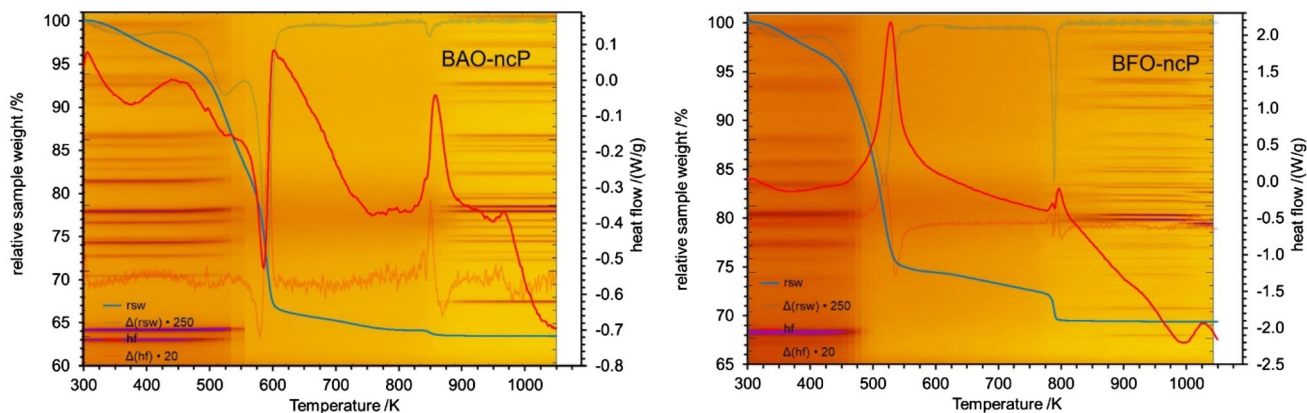 BAO-ncP
relative sample weight /%
100
95
90
85
80
75
70
65
60
0.1
0.0
-0.1
-0.2
-0.3
-0.4
-0.5
-0.6
-0.7
-0.8
heat flow /(W/g)
rsw
Δ(rsw) • 250
hf
Δ(hf) • 20
300 400 500 600 700 800 900 1000
Temperature /K
BFO-ncP
relative sample weight /%
100
95
90
85
80
75
70
65
2.0
1.5
1.0
0.5
0.0
-0.5
-1.0
-1.5
-2.0
-2.5
heat flow /(W/g)
rsw
Δ(rsw) • 250
hf
Δ(hf) • 20
300 400 500 600 700 800 900 1000
Temperature /K